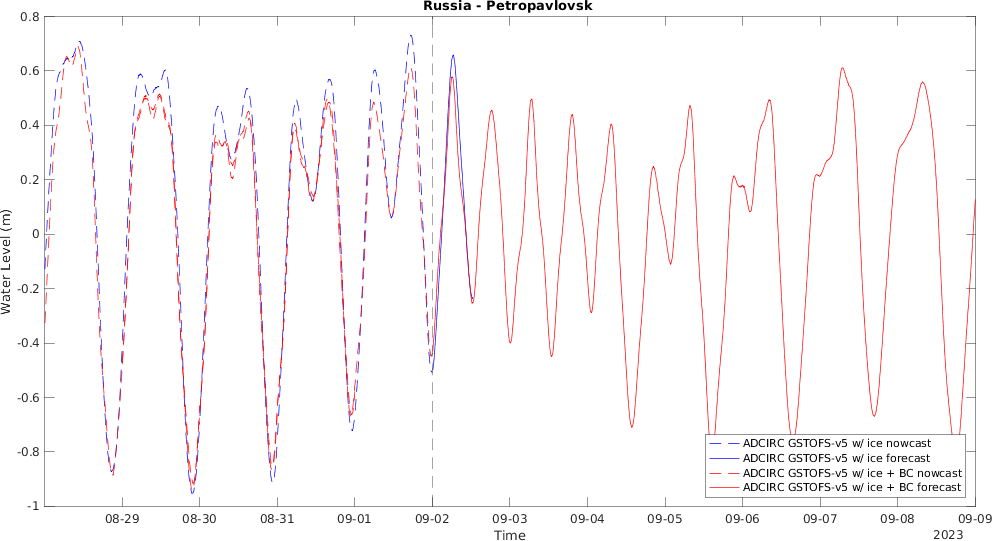 Russia - Petropavlovsk
0.8
0.6
0.4
0.2
0
-0.2
-0.4
-0.6
-0.8
-1
Water Level (m)
ADCIRC GSTOFS-v5 w/ ice nowcast
ADCIRC GSTOFS-v5 w/ ice forecast
ADCIRC GSTOFS-v5 w/ ice + BC nowcast
ADCIRC GSTOFS-v5 w/ ice + BC forecast
08-29 08-30 08-31 09-01 09-02 09-03 09-04 09-05 09-06 09-07 09-08 09-09
Time
2023